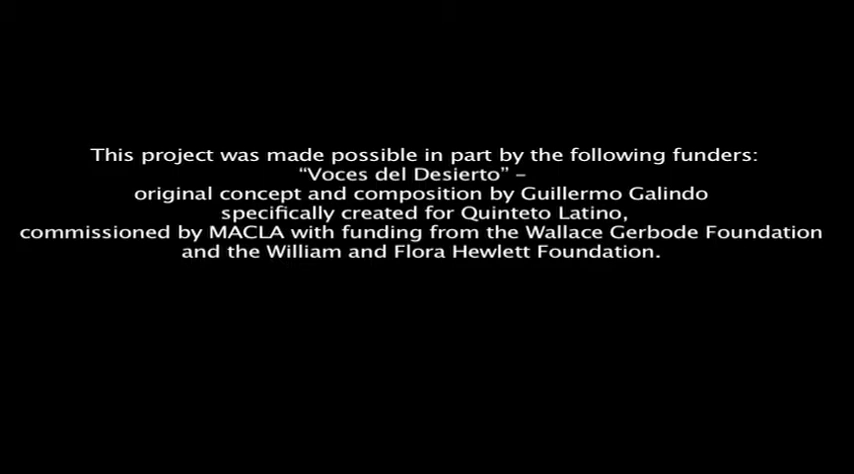 This project was made possible in part by the following funders:
“Voces del Desierto” –
original concept and composition by Guillermo Galindo
specifically created for Quinteto Latino,
commissioned by MACLA with funding from the Wallace Gerbode Foundation
and the William and Flora Hewlett Foundation.